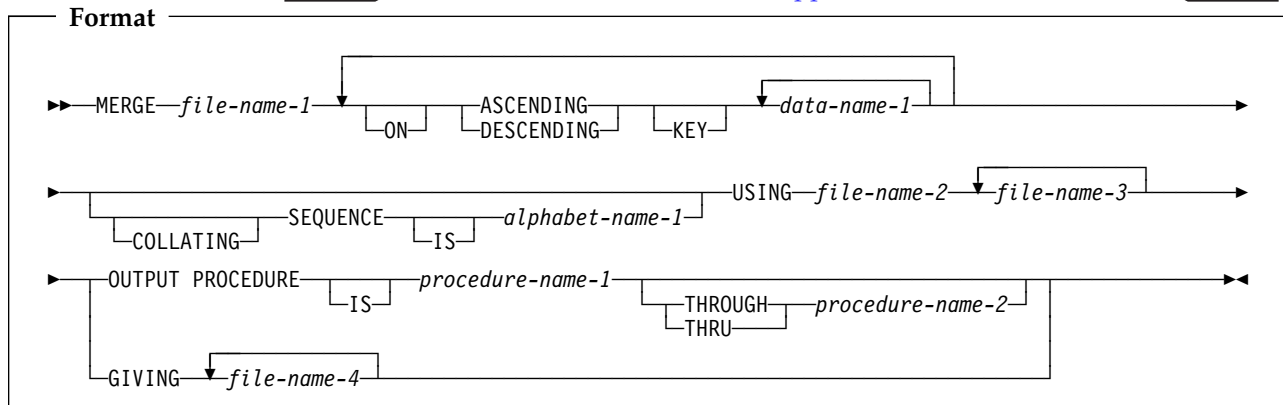 Format
MERGE file-name-1 ON ASCENDING KEY data-name-1
DESCENDING
COLLATING SEQUENCE IS alphabet-name-1 USING file-name-2 file-name-3
OUTPUT PROCEDURE IS procedure-name-1 THROUGH procedure-name-2
THRU
GIVING file-name-4